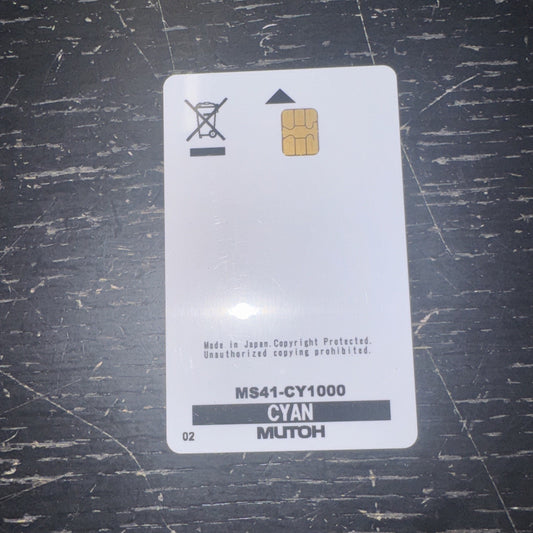 Made in Japan.Copyright Protected.
Unauthorized copying prohibited.
MS41-CY1000
CYAN
02
MUTOH